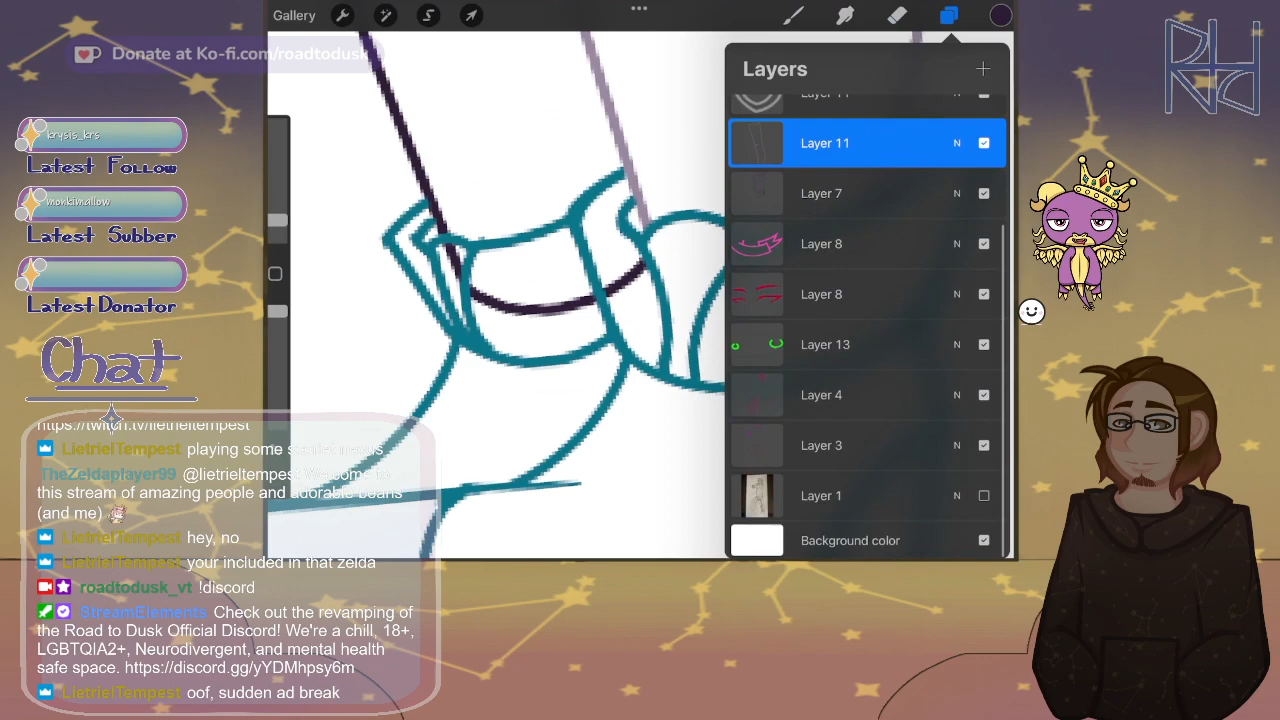 Gallery
Donate at Ko-fi.com/roadtodusk
krysis_krs
Latest Follow
monkimallow
Latest Subber
Latest Donator
Chat
https://twitch.tv/lietrieltempest
LietrielTempest playing some scarlet nexus
TheZeldaplayer99 @lietrieltempest Welcome to
this stream of amazing people and adorable beans
(and me)
LietrielTempest hey, no
LietrielTempest your included in that zelda
roadtodusk_vt !discord
StreamElements Check out the revamping of
the Road to Dusk Official Discord! We're a chill, 18+,
LGBTQIA2+, Neurodivergent, and mental health
safe space. https://discord.gg/yYDMhpsy6m
LietrielTempest oof, sudden ad break
Layers
Layer 11 N
Layer 7 N
Layer 8 N
Layer 8 N
Layer 13 N
Layer 4 N
Layer 3 N
Layer 1 N
Background color
RtD